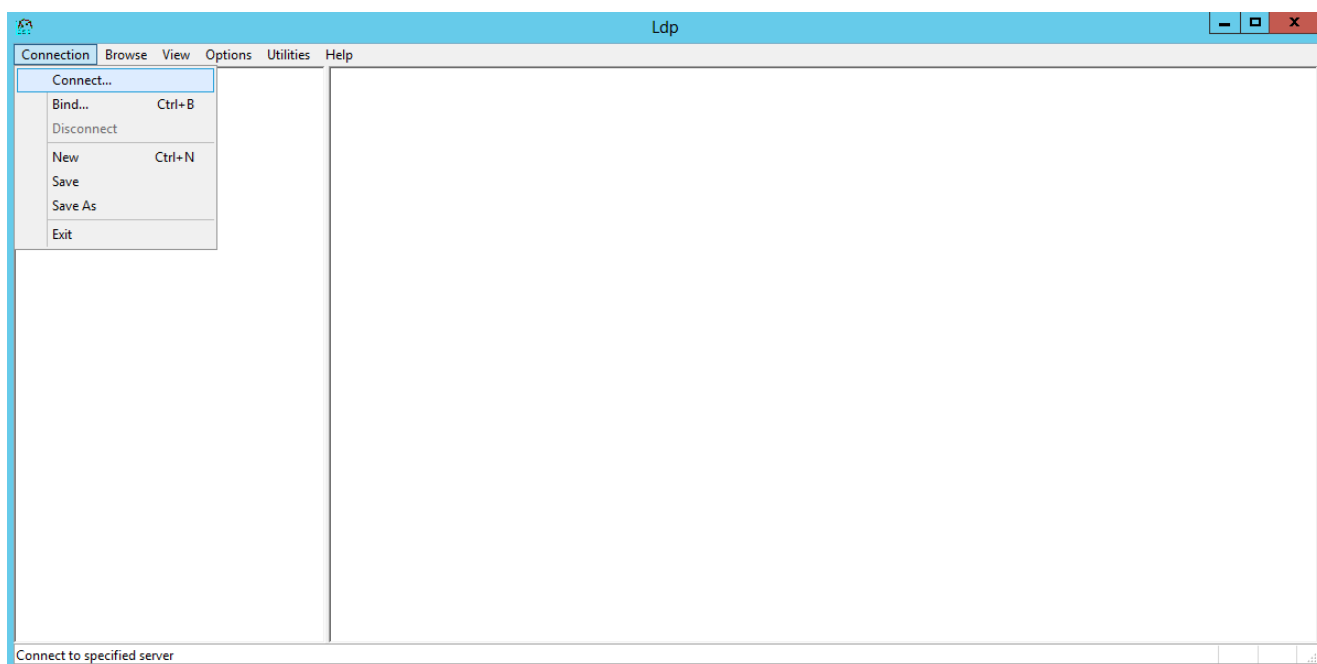 Ldp
Connection Browse View Options Utilities Help
Connect...
Bind... Ctrl+B
Disconnect
New Ctrl+N
Save
Save As
Exit
Connect to specified server